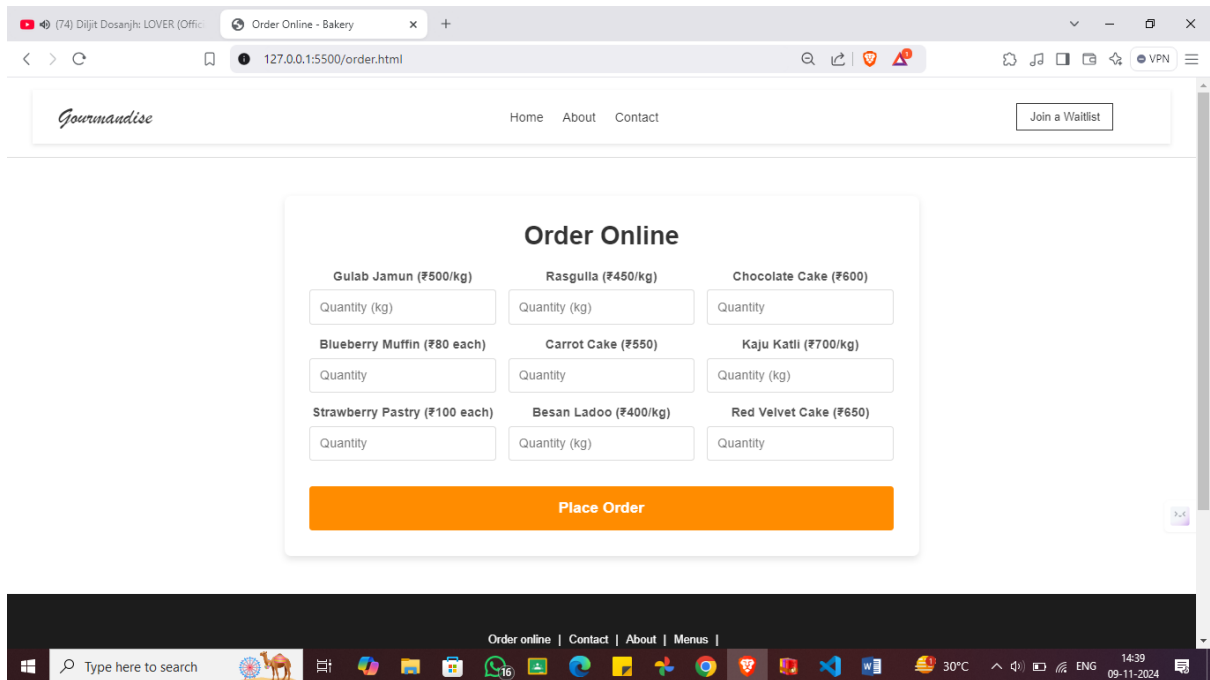 (74) Diljit Dosanjh: LOVER (Offic
Order Online - Bakery
127.0.0.1:5500/order.html
1
VPN
Gourmandise
Home About Contact
Join a Waitlist
Order Online
Gulab Jamun (₹500/kg) Rasgulla (₹450/kg) Chocolate Cake (₹600)
Quantity (kg) Quantity (kg) Quantity
Blueberry Muffin (₹80 each) Carrot Cake (₹550) Kaju Katli (₹700/kg)
Quantity Quantity Quantity (kg)
Strawberry Pastry (₹100 each) Besan Ladoo (₹400/kg) Red Velvet Cake (₹650)
Quantity Quantity (kg) Quantity
Place Order
Order online | Contact | About | Menus |
Type here to search 16 30°C ENG 14:39
09-11-2024